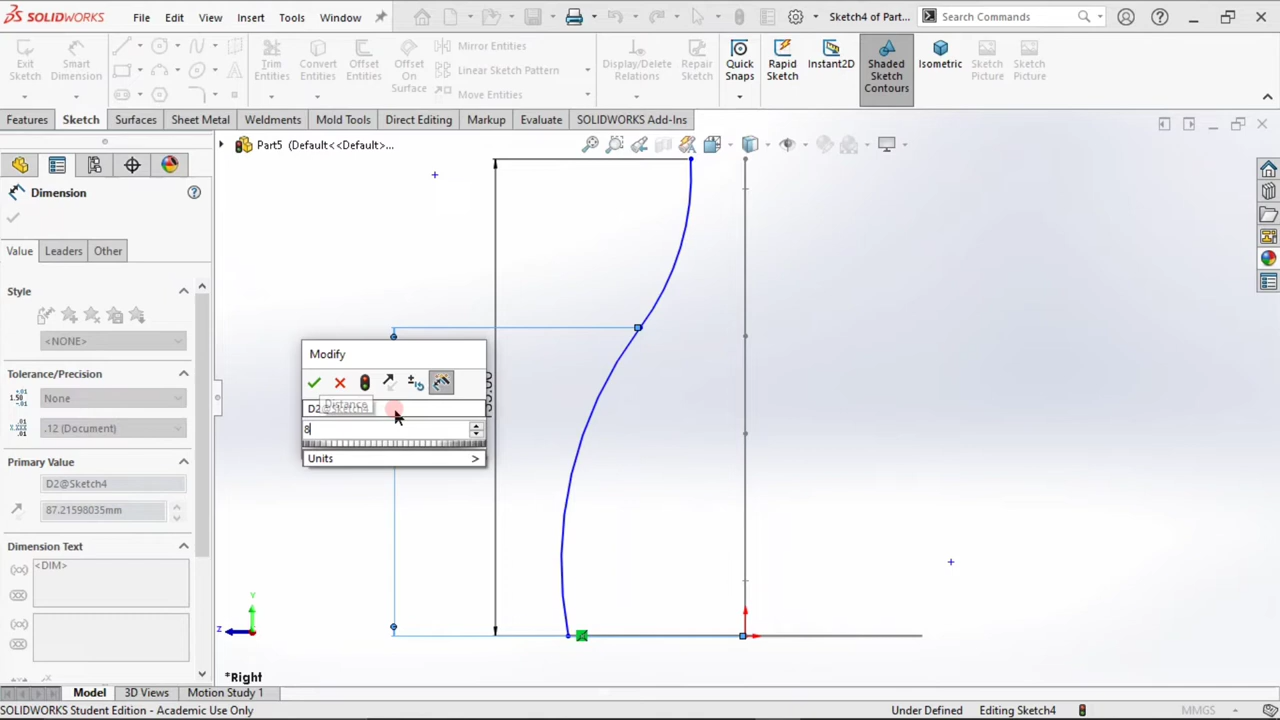 SOLIDWORKS File Edit View Insert Tools Window Sketch4 of Part... Search Commands
Exit Sketch Smart Dimension Trim Entities Convert Entities Offset Entities Offset On Surface Mirror Entities Linear Sketch Pattern Move Entities Display/Delete Relations Repair Sketch Quick Snaps Rapid Sketch Instant2D Shaded Sketch Contours Isometric Sketch Picture Sketch Picture
Features Sketch Surfaces Sheet Metal Weldments Mold Tools Direct Editing Markup Evaluate SOLIDWORKS Add-Ins
Part5 (Default<<Default>...
Dimension
Value Leaders Other
Style
<NONE>
Tolerance/Precision
None
.12 (Document)
Primary Value
D2@Sketch4
87.21598035mm
Dimension Text
<DIM>
Modify
Distance
8
Units >
Y
Z
*Right
Model 3D Views Motion Study 1
SOLIDWORKS Student Edition - Academic Use Only Under Defined Editing Sketch4 MMGS